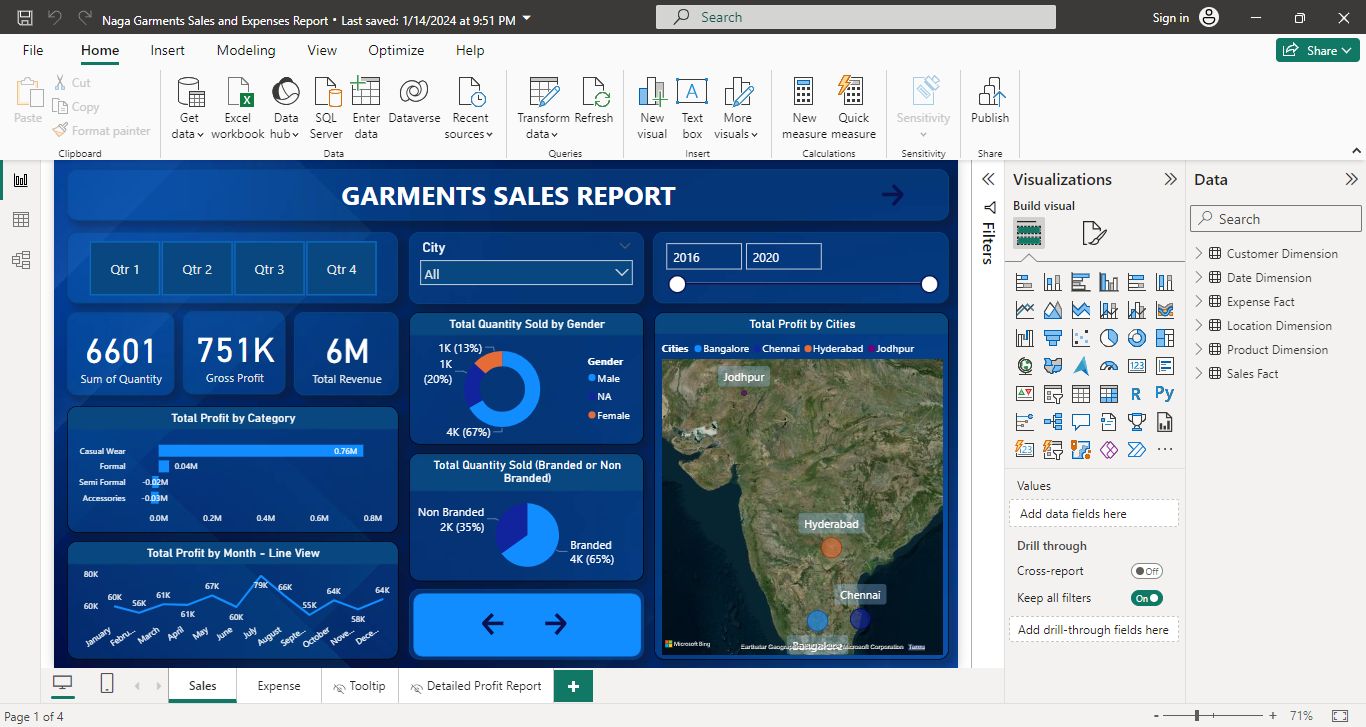 Naga Garments Sales and Expenses Report • Last saved: 1/14/2024 at 9:51 PM
Search
Sign in
File Home Insert Modeling View Optimize Help
Share
Paste
Cut
Copy
Format painter
Clipboard
Get data
Excel workbook
Data hub
SQL Server
Enter data
Dataverse
Recent sources
Data
Transform data
Refresh
Queries
New visual
Text box
More visuals
Insert
New measure
Quick measure
Calculations
Sensitivity
Sensitivity
Publish
Share
GARMENTS SALES REPORT
Qtr 1 Qtr 2 Qtr 3 Qtr 4
City
All
2016 2020
6601
Sum of Quantity
751K
Gross Profit
6M
Total Revenue
Total Profit by Category
Casual Wear 0.76M
Formal 0.04M
Semi Formal -0.02M
Accessories -0.03M
0.0M 0.2M 0.4M 0.6M 0.8M
Total Profit by Month - Line View
80K
60K
60K 56K 61K 61K 67K 60K 79K 66K 55K 64K 58K 64K
January Febru... March April May June July August Septe... October Nove... Dece...
Total Quantity Sold by Gender
1K (13%)
1K
(20%)
4K (67%)
Gender
Male
NA
Female
Total Quantity Sold (Branded or Non
Branded)
Non Branded
2K (35%)
Branded
4K (65%)
Total Profit by Cities
Cities Bangalore Chennai Hyderabad Jodhpur
Jodhpur
Hyderabad
Chennai
Bangalore
Microsoft Bing
Microsoft Corporation Terms
Filters
Visualizations
Build visual
R Py
123
Values
Add data fields here
Drill through
Cross-report Off
Keep all filters On
Add drill-through fields here
Data
Search
Customer Dimension
Date Dimension
Expense Fact
Location Dimension
Product Dimension
Sales Fact
Sales Expense Tooltip Detailed Profit Report +
Page 1 of 4
- + 71%